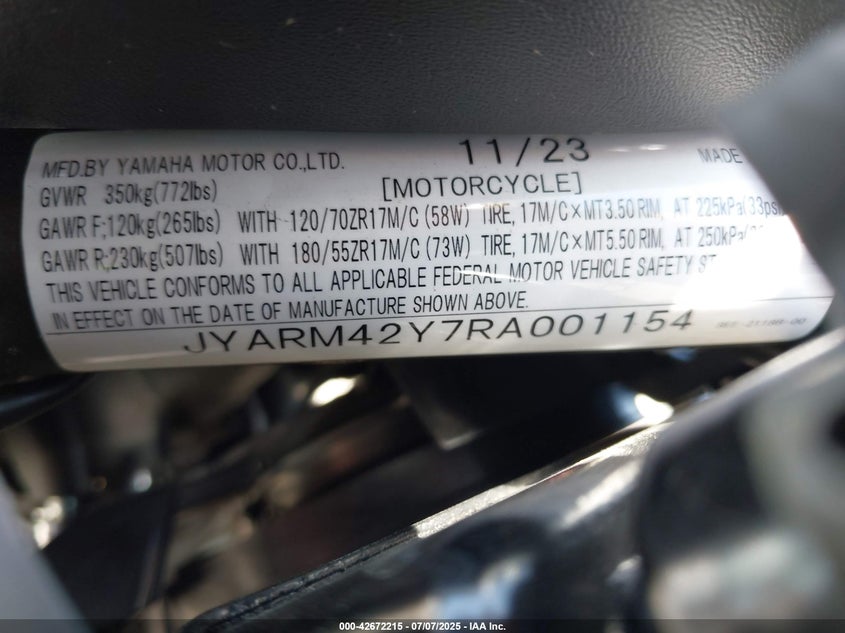 MFD.BY YAMAHA MOTOR CO.,LTD. 11/23 MADE
GVWR 350kg(772lbs) [MOTORCYCLE]
GAWR F;120kg(265lbs) WITH 120/70ZR17M/C (58W) TIRE, 17M/C×MT3.50 RIM, AT 225kPa(33psi
GAWR R;230kg(507lbs) WITH 180/55ZR17M/C (73W) TIRE, 17M/C×MT5.50 RIM, AT 250kPa(
THIS VEHICLE CONFORMS TO ALL APPLICABLE FEDERAL MOTOR VEHICLE SAFETY
IN EFFECT ON THE DATE OF MANUFACTURE SHOWN ABOVE.
JYARM42Y7RA001154
000-42672215 - 07/07/2025 - IAA Inc.